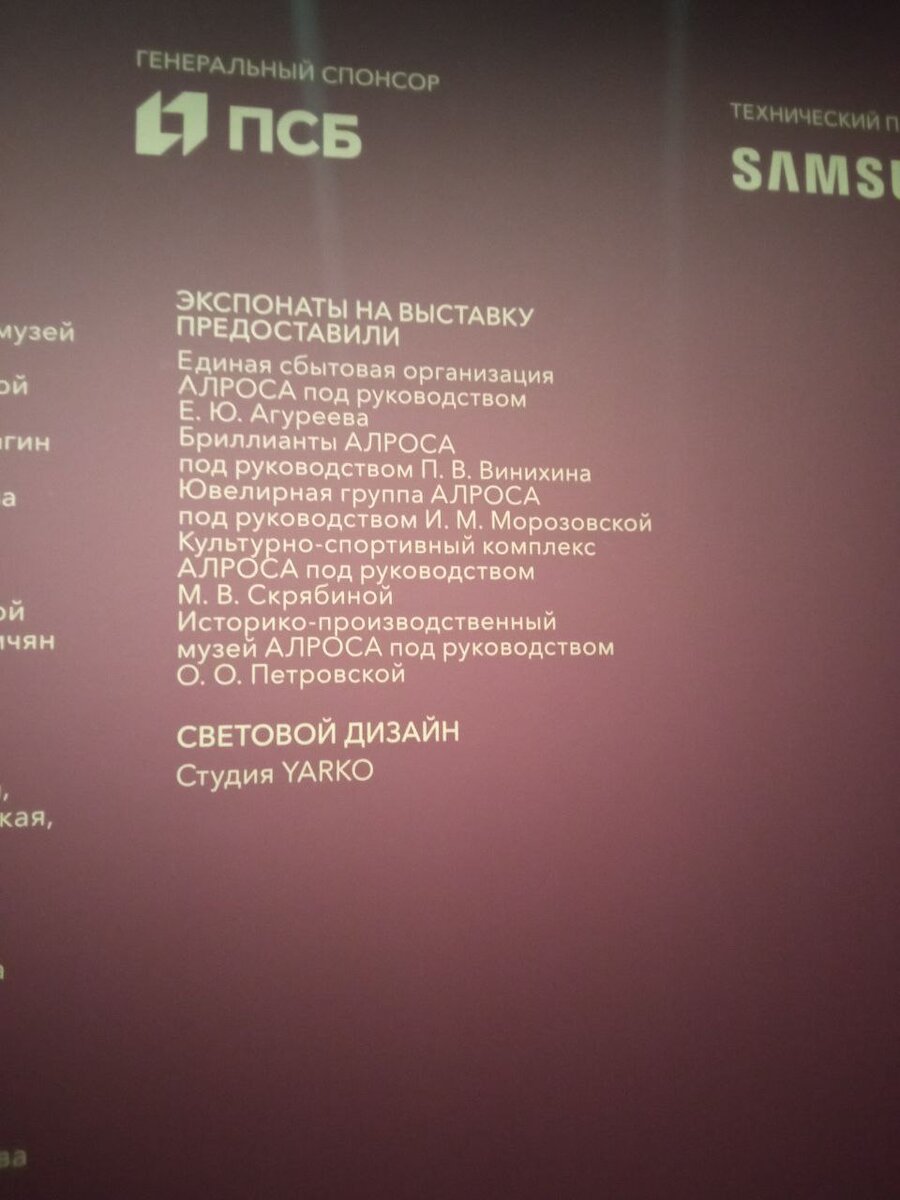 ГЕНЕРАЛЬНЫЙ СПОНСОР
ПСБ
ТЕХНИЧЕСКИЙ
музей
ЭКСПОНАТЫ НА ВЫСТАВКУ
ПРЕДОСТАВИЛИ
Единая сбытовая организация
АЛРОСА под руководством
Е. Ю. Агуреева
Бриллианты АЛРОСА
под руководством П. В. Винихина
Ювелирная группа АЛРОСА
под руководством И. М. Морозовской
Культурно-спортивный комплекс
АЛРОСА под руководством
М. В. Скрябиной
Историко-производственный
музей АЛРОСА под руководством
О. О. Петровской
СВЕТОВОЙ ДИЗАЙН
Студия YARKO